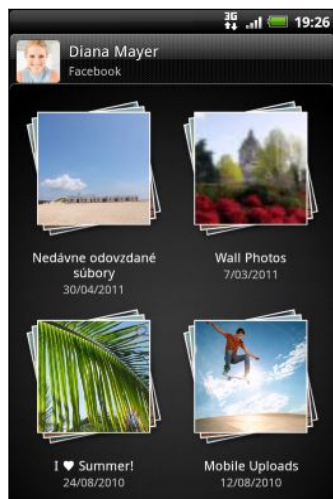 3G 19:26
Diana Mayer
Facebook
Nedávne odovzdané
súbory
30/04/2011
Wall Photos
7/03/2011
I ♥ Summer!
24/08/2010
Mobile Uploads
12/08/2010